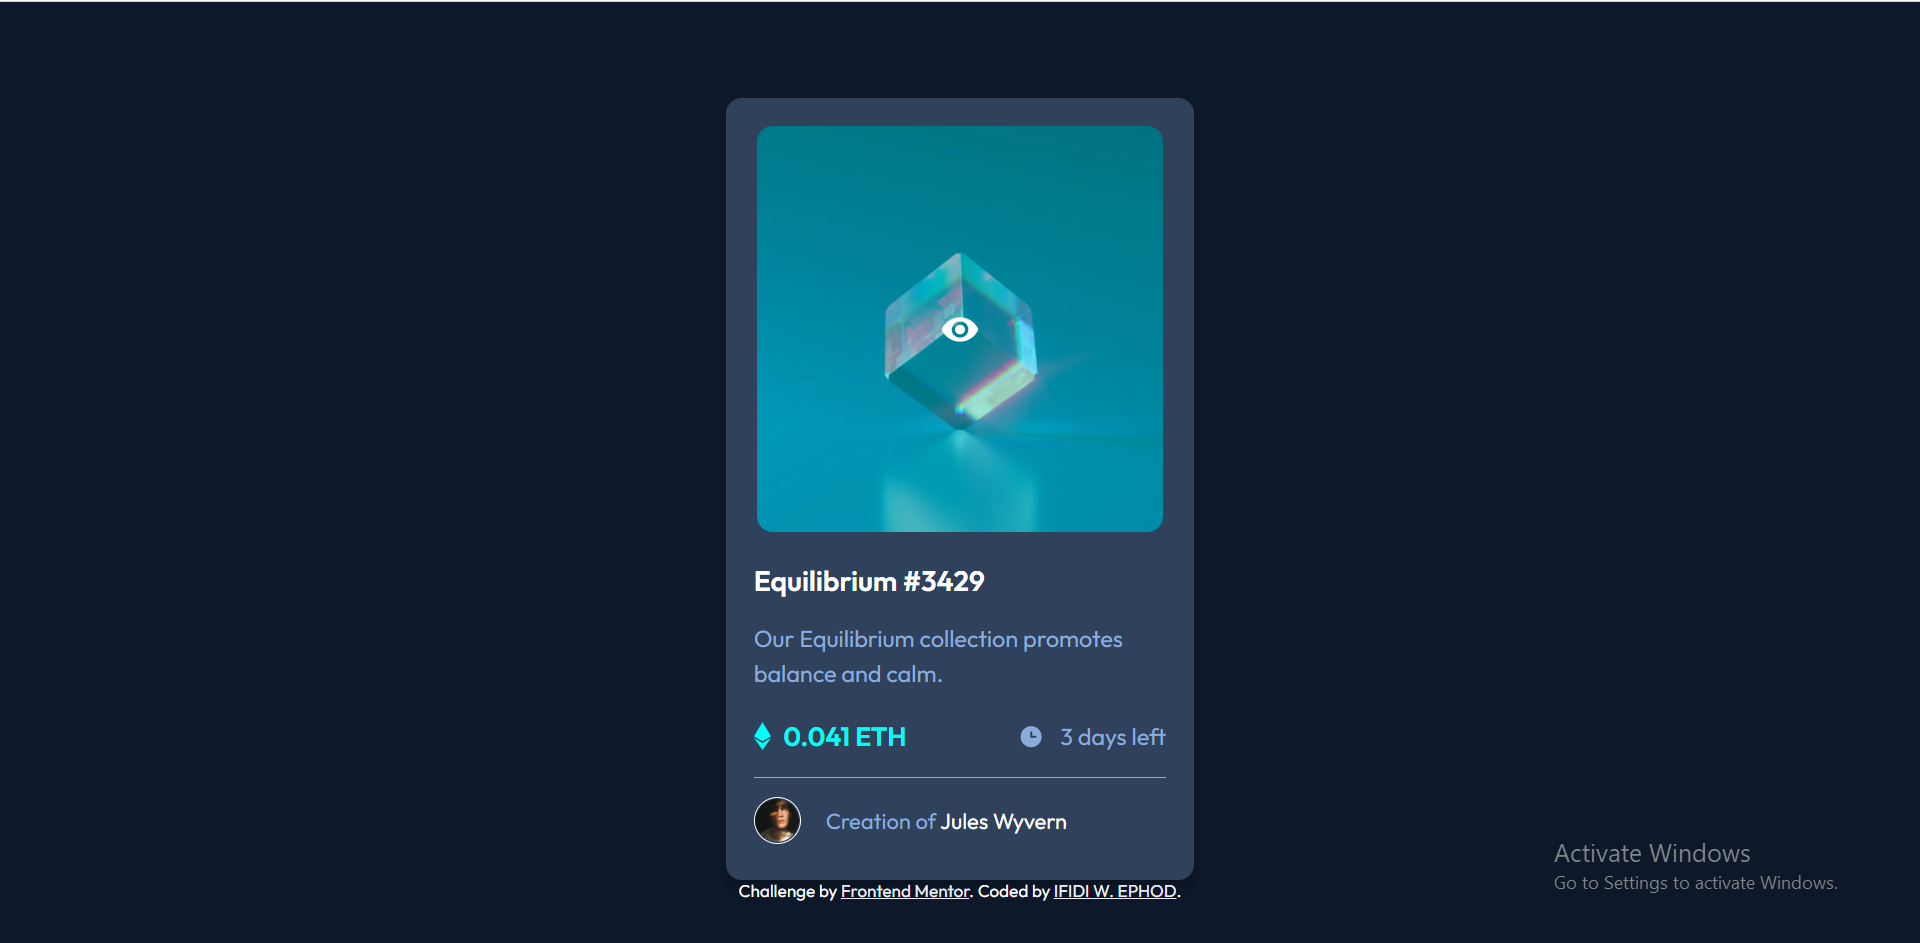 Equilibrium #3429
Our Equilibrium collection promotes
balance and calm.
0.041 ETH
3 days left
Creation of Jules Wyvern
Challenge by Frontend Mentor. Coded by IFIDI W. EPHOD.
Activate Windows
Go to Settings to activate Windows.